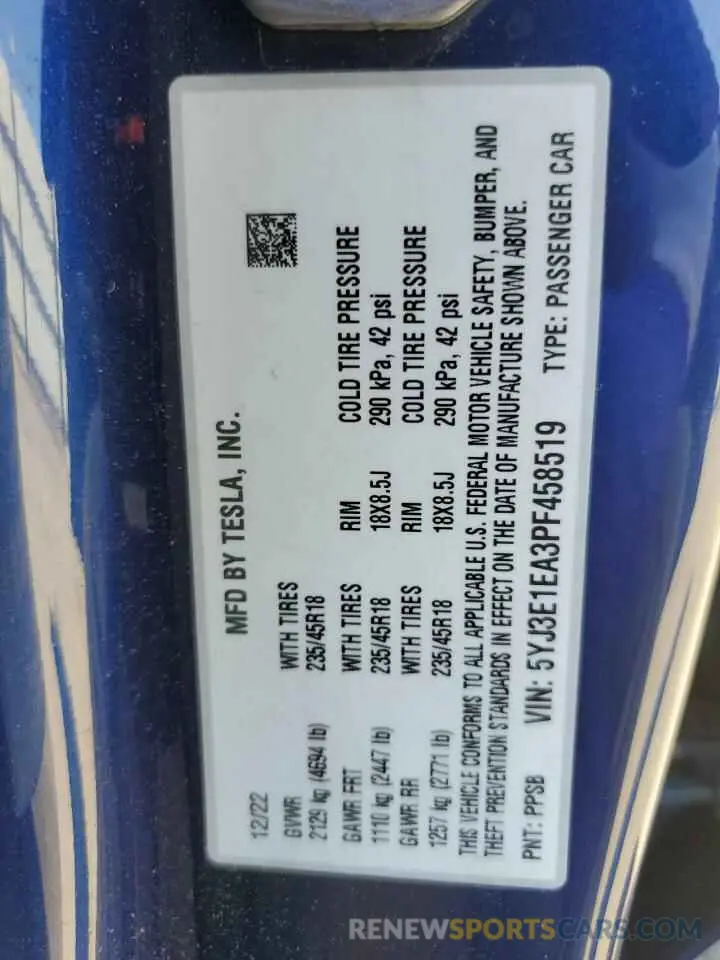 MFD BY TESLA, INC.
12/22
GVWR WITH TIRES
2129 kg (4694 lb) 235/45R18
GAWR FRT WITH TIRES RIM COLD TIRE PRESSURE
1110 kg (2447 lb) 235/45R18 18X8.5J 290 kPa, 42 psi
GAWR RR WITH TIRES RIM COLD TIRE PRESSURE
1257 kg (2771 lb) 235/45R18 18X8.5J 290 kPa, 42 psi
THIS VEHICLE CONFORMS TO ALL APPLICABLE U.S. FEDERAL MOTOR VEHICLE SAFETY, BUMPER, AND
THEFT PREVENTION STANDARDS IN EFFECT ON THE DATE OF MANUFACTURE SHOWN ABOVE.
PNT: PPSB VIN: 5YJ3E1EA3PF458519 TYPE: PASSENGER CAR
RENEWSPORTSCARS.COM